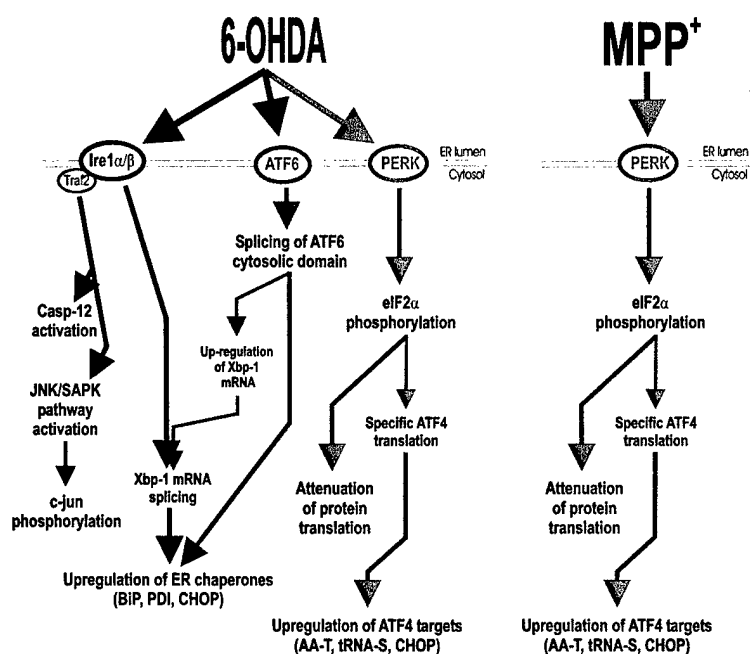 6-OHDA
MPP+
Ire1α/β
Traf2
ATF6
PERK
ER lumen
Cytosol
PERK
ER lumen
Cytosol
Splicing of ATF6
cytosolic domain
Casp-12
activation
eIF2α
phosphorylation
eIF2α
phosphorylation
Up-regulation
of Xbp-1
mRNA
JNK/SAPK
pathway
activation
Specific ATF4
translation
Specific ATF4
translation
Xbp-1 mRNA
splicing
c-jun
phosphorylation
Attenuation
of protein
translation
Attenuation
of protein
translation
Upregulation of ER chaperones
(BiP, PDI, CHOP)
Upregulation of ATF4 targets
(AA-T, tRNA-S, CHOP)
Upregulation of ATF4 targets
(AA-T, tRNA-S, CHOP)